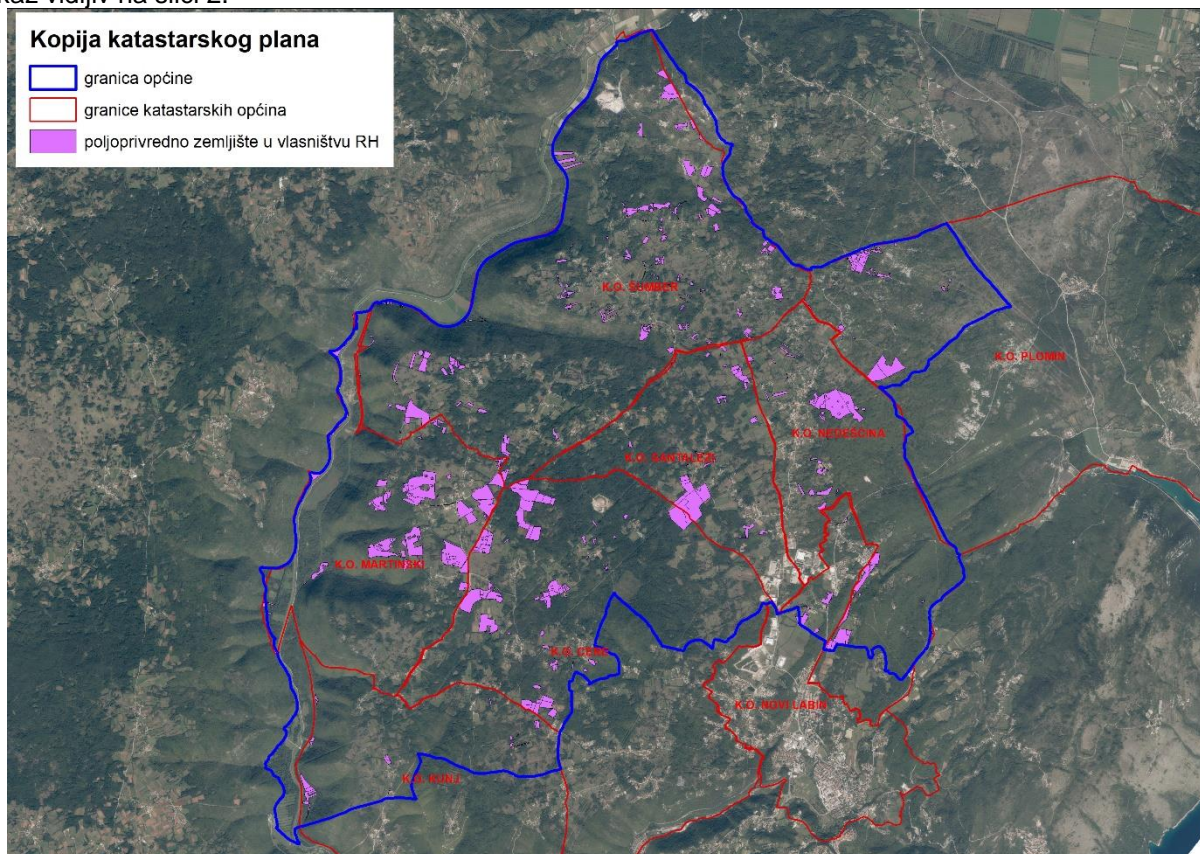 Kopija katastarskog plana
granica općine
granice katastarskih općina
poljoprivredno zemljište u vlasništvu RH
K.O. ŠUMBER
K.O. PLOMIN
K.O. NEDEŠĆINA
K.O. SANTALEZI
K.O. MARTINSKI
K.O. CERE
K.O. NOVI LABIN
K.O. KUNJ